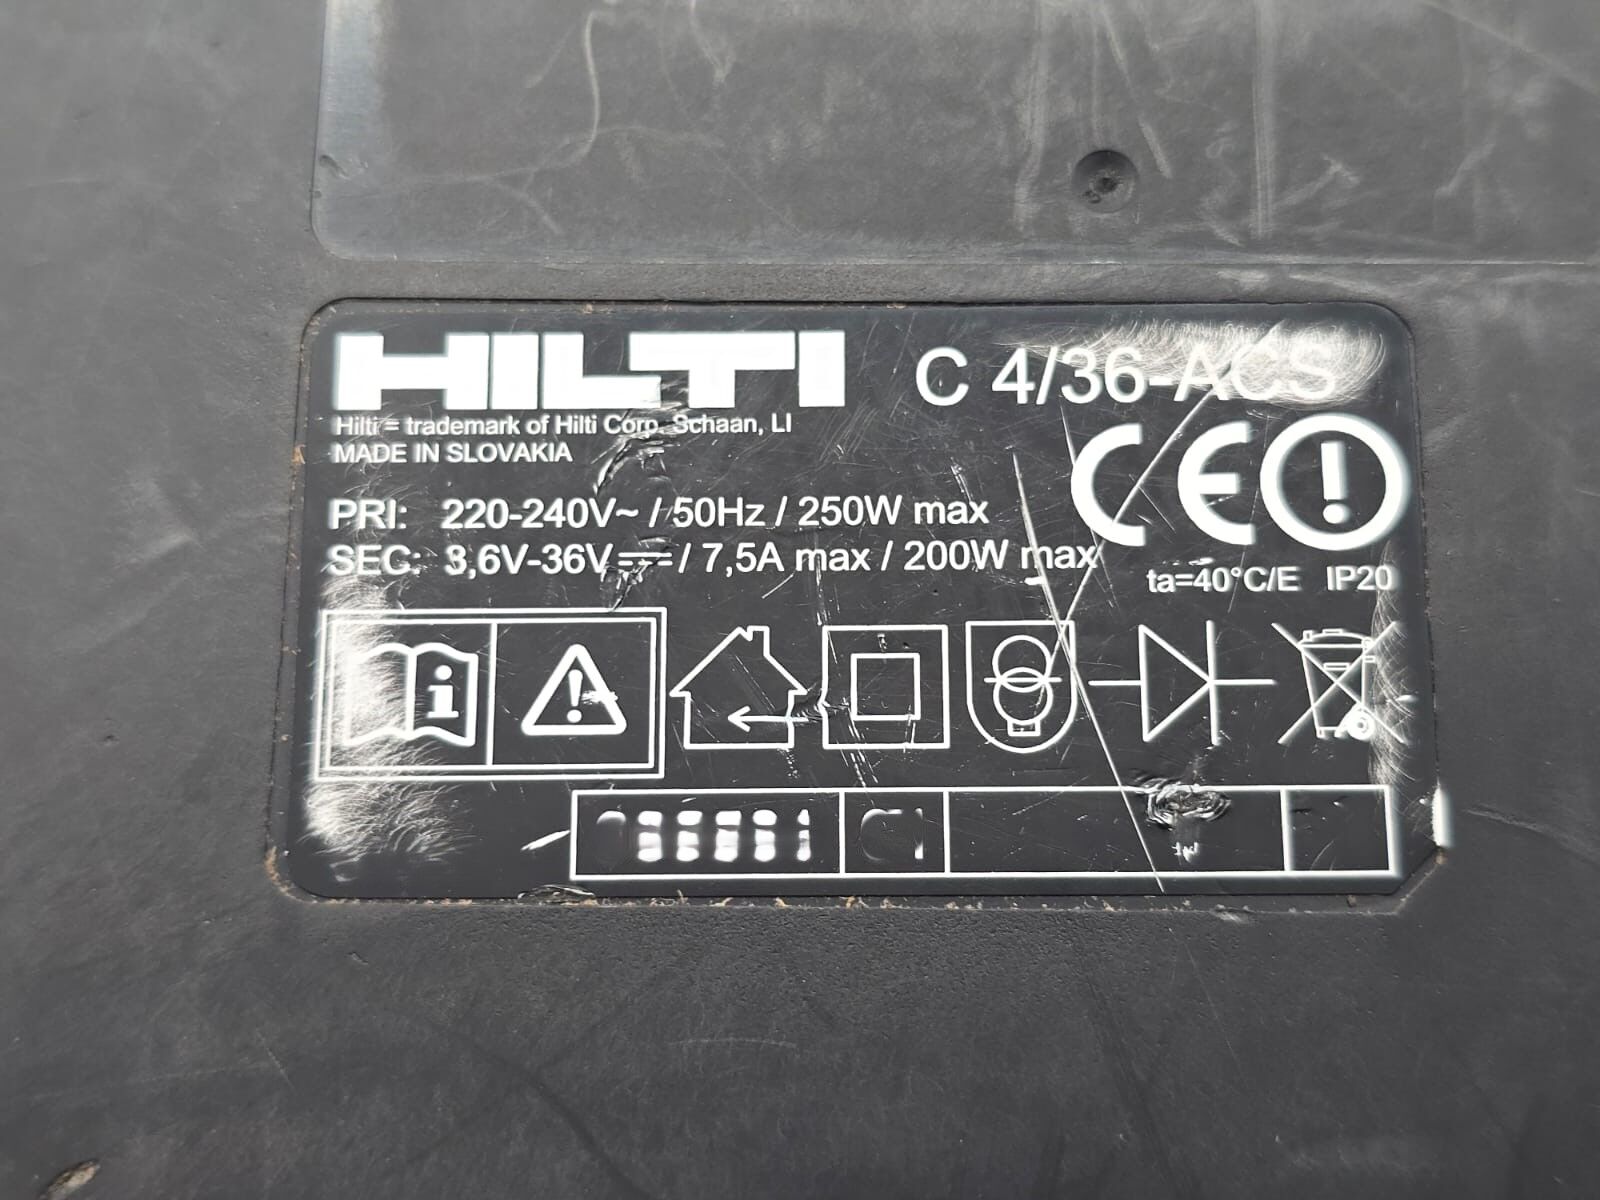 HILTI
C 4/36-ACS
Hilti = trademark of Hilti Corp. Schaan, LI
MADE IN SLOVAKIA
CE
PRI: 220-240V~ / 50Hz / 250W max
SEC: 3,6V-36V⎓ / 7,5A max / 200W max
ta=40°C/E IP20